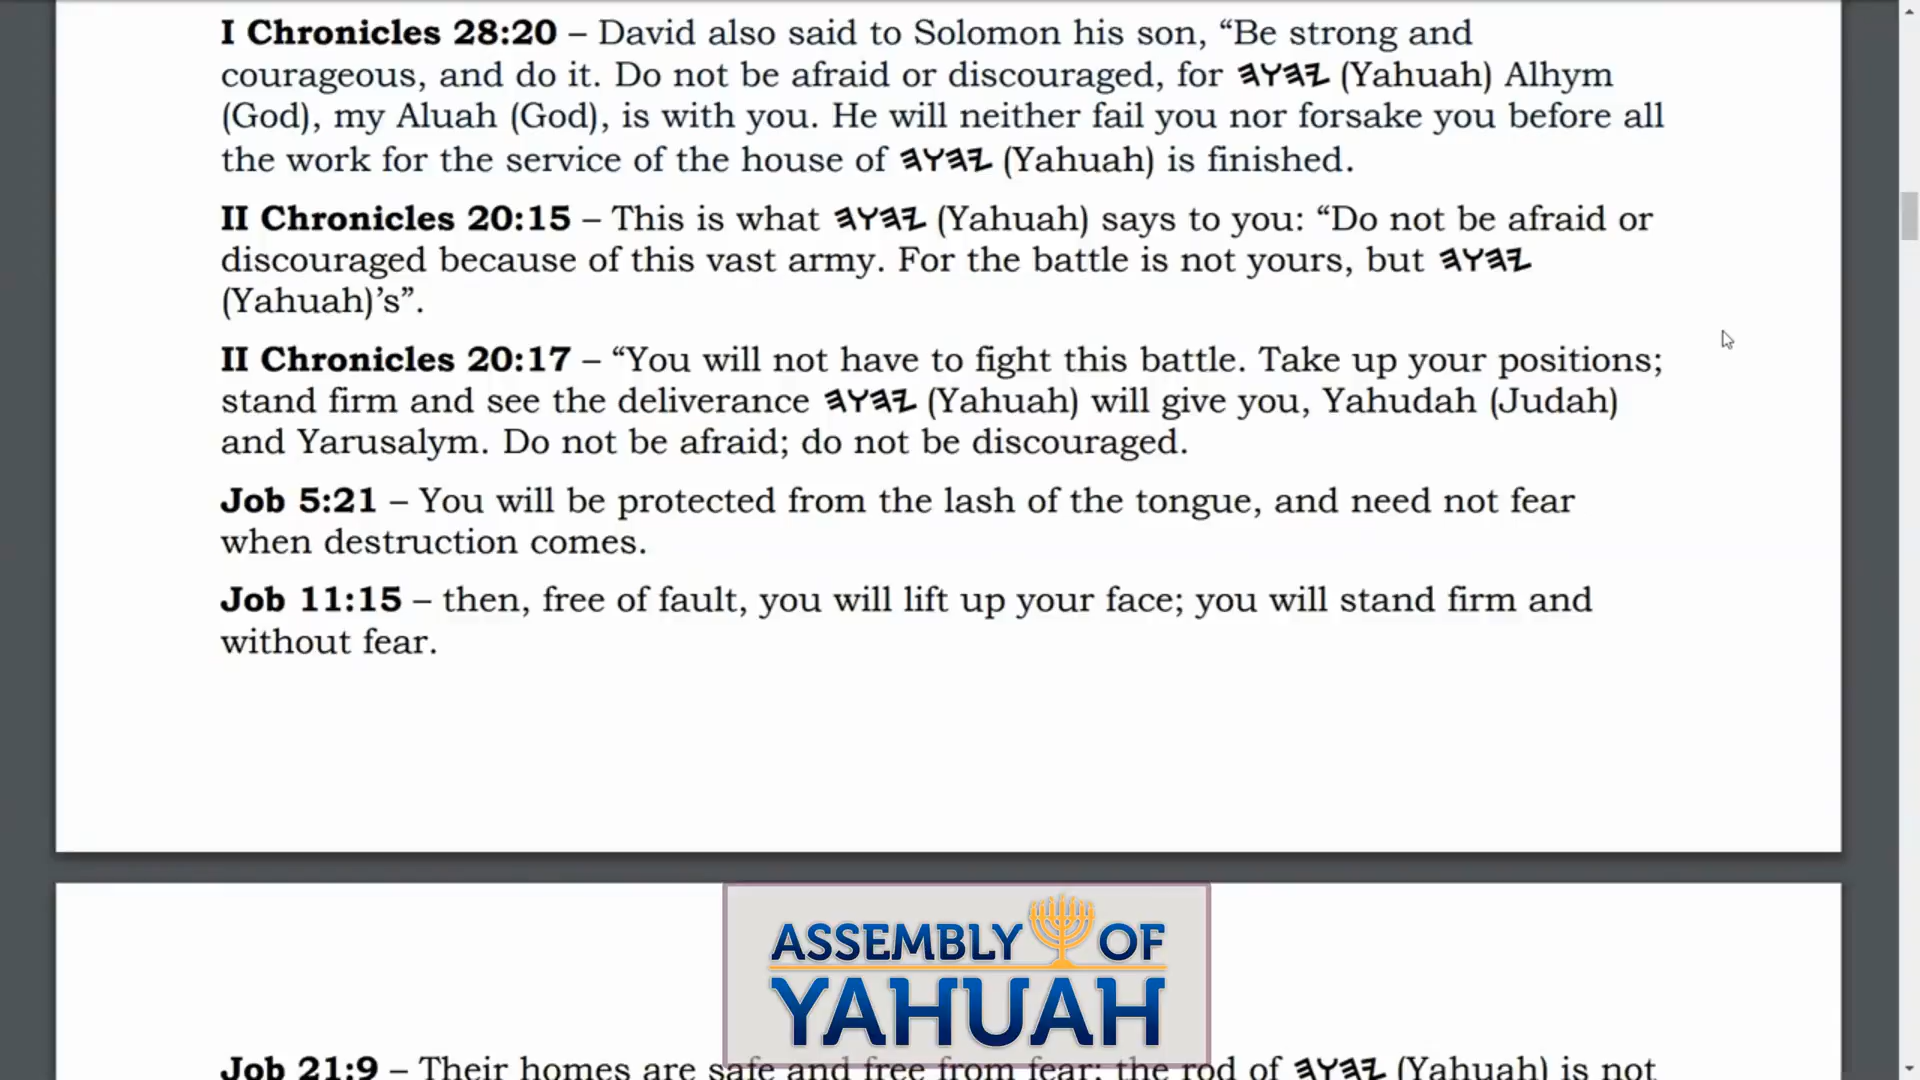 I Chronicles 28:20 – David also said to Solomon his son, “Be strong and
courageous, and do it. Do not be afraid or discouraged, for 𐤉𐤄𐤅𐤄 (Yahuah) Alhym
(God), my Aluah (God), is with you. He will neither fail you nor forsake you before all
the work for the service of the house of 𐤉𐤄𐤅𐤄 (Yahuah) is finished.
II Chronicles 20:15 – This is what 𐤉𐤄𐤅𐤄 (Yahuah) says to you: “Do not be afraid or
discouraged because of this vast army. For the battle is not yours, but 𐤉𐤄𐤅𐤄
(Yahuah)’s”.
II Chronicles 20:17 – “You will not have to fight this battle. Take up your positions;
stand firm and see the deliverance 𐤉𐤄𐤅𐤄 (Yahuah) will give you, Yahudah (Judah)
and Yarusalym. Do not be afraid; do not be discouraged.
Job 5:21 – You will be protected from the lash of the tongue, and need not fear
when destruction comes.
Job 11:15 – then, free of fault, you will lift up your face; you will stand firm and
without fear.
ASSEMBLY OF
YAHUAH
Job 21:9 – Their homes are safe and free from fear; the rod of 𐤉𐤄𐤅𐤄 (Yahuah) is not